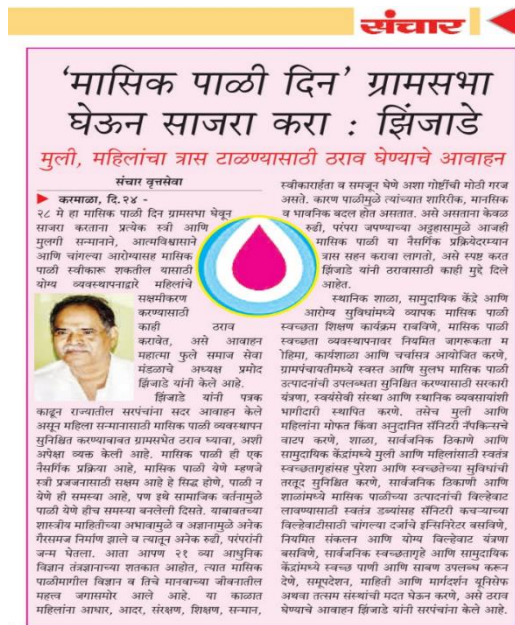 संचार
'मासिक पाळी दिन' ग्रामसभा
घेऊन साजरा करा : झिंजाडे
मुली, महिलांचा त्रास टाळण्यासाठी ठराव घेण्याचे आवाहन
संचार वृत्तसेवा
करमाळा, दि.२४ -
२८ मे हा मासिक पाळी दिन ग्रामसभा घेवून
साजरा करताना प्रत्येक स्त्री आणि
मुलगी सन्मानाने, आत्मविश्वासाने
आणि चांगल्या आरोग्यासह मासिक
पाळी स्वीकारू शकतील यासाठी
योग्य व्यवस्थापनाद्वारे महिलांचे
सक्षमीकरण
करण्यासाठी
काही ठराव
करावेत, असे आवाहन
महात्मा फुले समाज सेवा
मंडळाचे अध्यक्ष प्रमोद
झिंजाडे यांनी केले आहे.
झिंजाडे यांनी पत्रक
काढून राज्यातील सरपंचांना सदर आवाहन केले
असून महिला सन्मानासाठी मासिक पाळी व्यवस्थापन
सुनिश्चित करण्याबाबत ग्रामसभेत ठराव घ्यावा, अशी
अपेक्षा व्यक्त केली आहे. मासिक पाळी ही एक
नैसर्गिक प्रक्रिया आहे, मासिक पाळी येणे म्हणजे
स्त्री प्रजननासाठी सक्षम आहे हे सिद्ध होणे, पाळी न
येणे ही समस्या आहे, पण इथे सामाजिक वर्तनामुळे
पाळी येणे हीच समस्या बनलेली दिसते. याबाबतच्या
शास्त्रीय माहितीच्या अभावामुळे व अज्ञानामुळे अनेक
गैरसमज निर्माण झाले व त्यातून अनेक रूढी, परंपरांनी
जन्म घेतला. आता आपण २१ व्या आधुनिक
विज्ञान तंत्रज्ञानाच्या शतकात आहोत, त्यात मासिक
पाळीमागील विज्ञान व तिचे मानवाच्या जीवनातील
महत्त्व जगासमोर आले आहे. या काळात
महिलांना आधार, आदर, संरक्षण, शिक्षण, सन्मान,
स्वीकारार्हता व समजून घेणे अशा गोष्टींची मोठी गरज
असते. कारण पाळीमुळे त्यांच्यात शारिरीक, मानसिक
व भावनिक बदल होत असतात. असे असताना केवळ
रूढी, परंपरा जपण्याच्या अट्टहासामुळे आजही
मासिक पाळी या नैसर्गिक प्रक्रियेदरम्यान
त्रास सहन करावा लागतो, असे स्पष्ट करत
झिंजाडे यांनी ठरावासाठी काही मुद्दे दिले
आहेत.
स्थानिक शाळा, सामुदायिक केंद्रे आणि
आरोग्य सुविधांमध्ये व्यापक मासिक पाळी
स्वच्छता शिक्षण कार्यक्रम राबविणे, मासिक पाळी
स्वच्छता व्यवस्थापनावर नियमित जागरूकता म
ोहिमा, कार्यशाळा आणि चर्चासत्र आयोजित करणे,
ग्रामपंचायतीमध्ये स्वस्त आणि सुलभ मासिक पाळी
उत्पादनांची उपलब्धता सुनिश्चित करण्यासाठी सरकारी
यंत्रणा, स्वयंसेवी संस्था आणि स्थानिक व्यवसायांशी
भागीदारी स्थापित करणे. तसेच मुली आणि
महिलांना मोफत किंवा अनुदानित सॅनिटरी नॅपकिन्सचे
वाटप करणे, शाळा, सार्वजनिक ठिकाणे आणि
सामुदायिक केंद्रांमध्ये मुली आणि महिलांसाठी स्वतंत्र
स्वच्छतागृहांसह पुरेशा आणि स्वच्छतेच्या सुविधांची
तरतूद सुनिश्चित करणे, सार्वजनिक ठिकाणी आणि
शाळांमध्ये मासिक पाळीच्या उत्पादनांची विल्हेवाट
लावण्यासाठी स्वतंत्र डब्यांसह सॅनिटरी कचऱ्याच्या
विल्हेवाटीसाठी चांगल्या दर्जाचे इन्सिनिरेटर बसविणे,
नियमित संकलन आणि योग्य विल्हेवाट यंत्रणा
बसविणे, सार्वजनिक स्वच्छतागृहे आणि सामुदायिक
केंद्रांमध्ये स्वच्छ पाणी आणि साबण उपलब्ध करून
देणे, समूपदेशन, माहिती आणि मार्गदर्शन युनिसेफ
अथवा तत्सम संस्थांची मदत घेऊन करणे, असे ठराव
घेण्याचे आवाहन झिंजाडे यांनी सरपंचांना केले आहे.